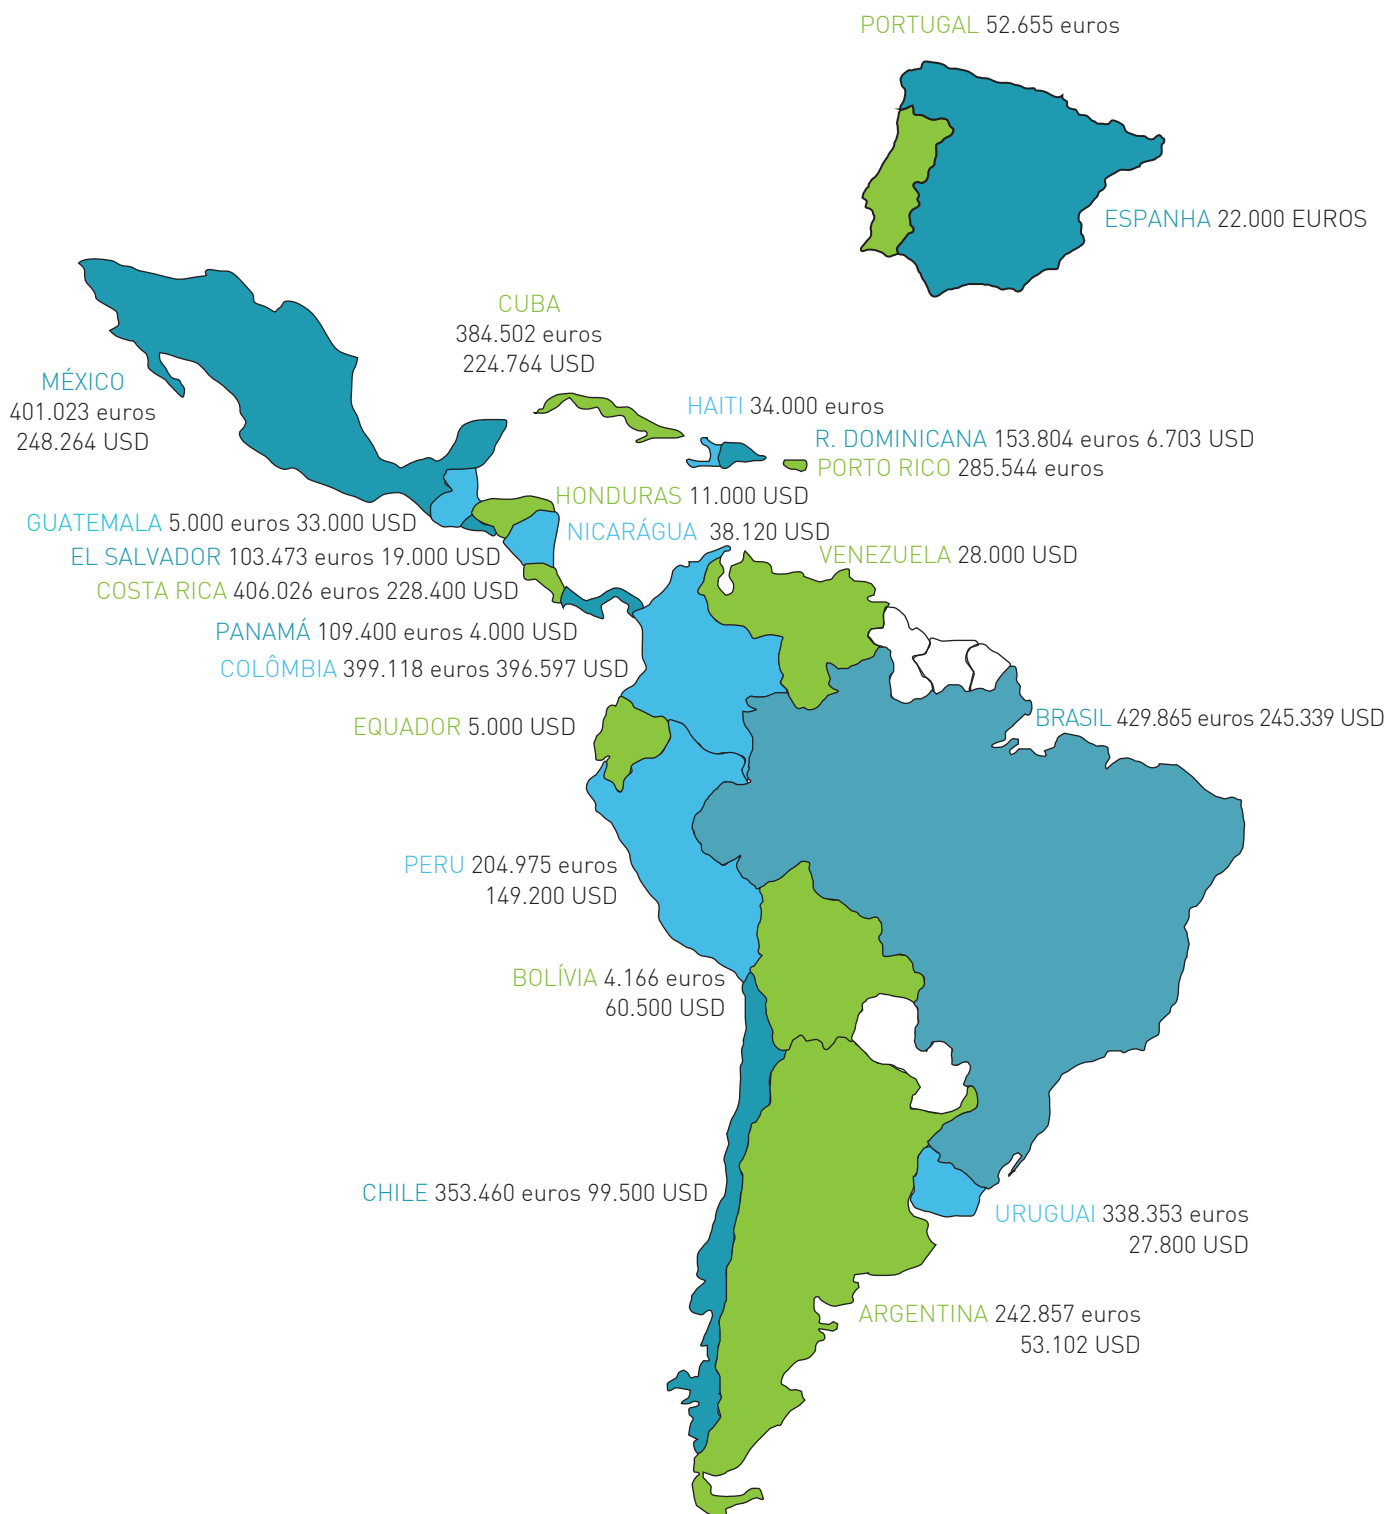 PORTUGAL 52.655 euros
ESPANHA 22.000 EUROS
CUBA
384.502 euros
224.764 USD
MÉXICO
401.023 euros
248.264 USD
HAITI 34.000 euros
R. DOMINICANA 153.804 euros 6.703 USD
PORTO RICO 285.544 euros
HONDURAS 11.000 USD
GUATEMALA 5.000 euros 33.000 USD
NICARÁGUA 38.120 USD
EL SALVADOR 103.473 euros 19.000 USD
VENEZUELA 28.000 USD
COSTA RICA 406.026 euros 228.400 USD
PANAMÁ 109.400 euros 4.000 USD
COLÔMBIA 399.118 euros 396.597 USD
BRASIL 429.865 euros 245.339 USD
EQUADOR 5.000 USD
PERU 204.975 euros
149.200 USD
BOLÍVIA 4.166 euros
60.500 USD
CHILE 353.460 euros 99.500 USD
URUGUAI 338.353 euros
27.800 USD
ARGENTINA 242.857 euros
53.102 USD